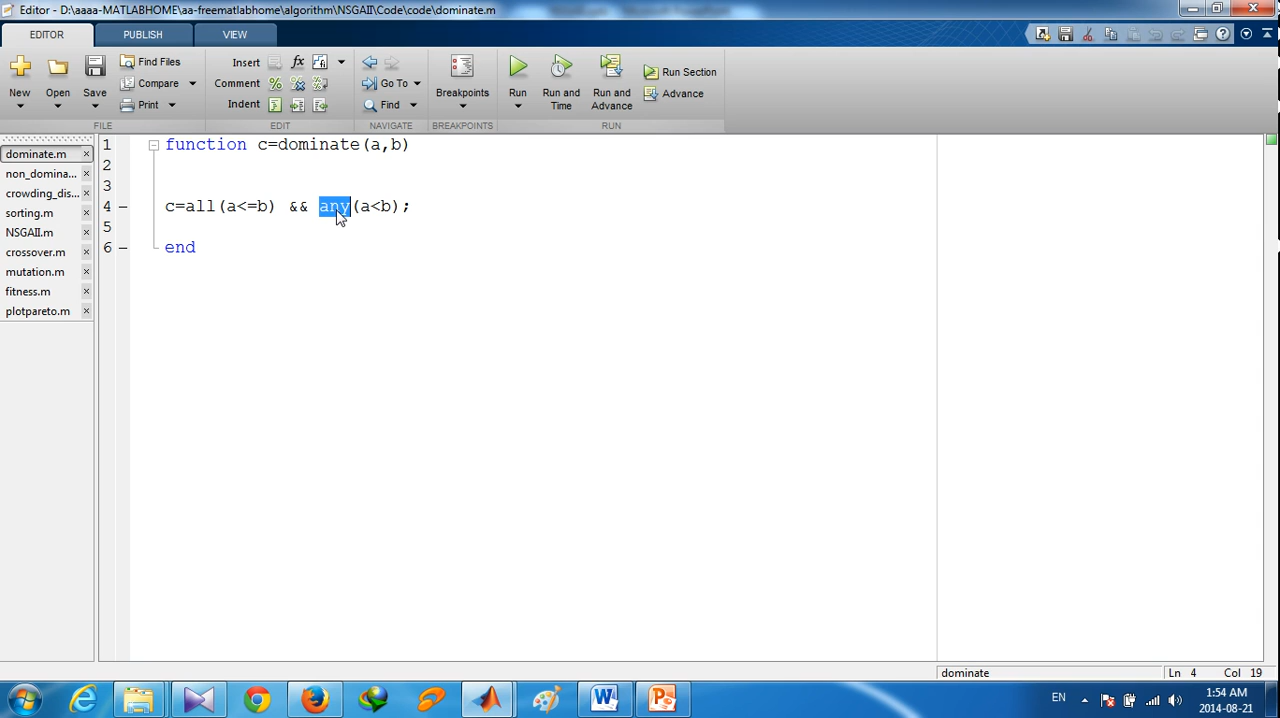 Editor - D:\aaaa-MATLABHOME\aa-freematlabhome\algorithm\NSGAII\Code\code\dominate.m
EDITOR PUBLISH VIEW
New Open Save Find Files Compare Print
Insert fx Comment Indent
Go To Find
Breakpoints
Run Run and Time Run and Advance Run Section Advance
FILE EDIT NAVIGATE BREAKPOINTS RUN
dominate.m
non_domina...
crowding_dis...
sorting.m
NSGAII.m
crossover.m
mutation.m
fitness.m
plotpareto.m
1 function c=dominate(a,b)
2
3
4 c=all(a<=b) && any(a<b);
5
6 end
dominate Ln 4 Col 19
EN 1:54 AM
2014-08-21